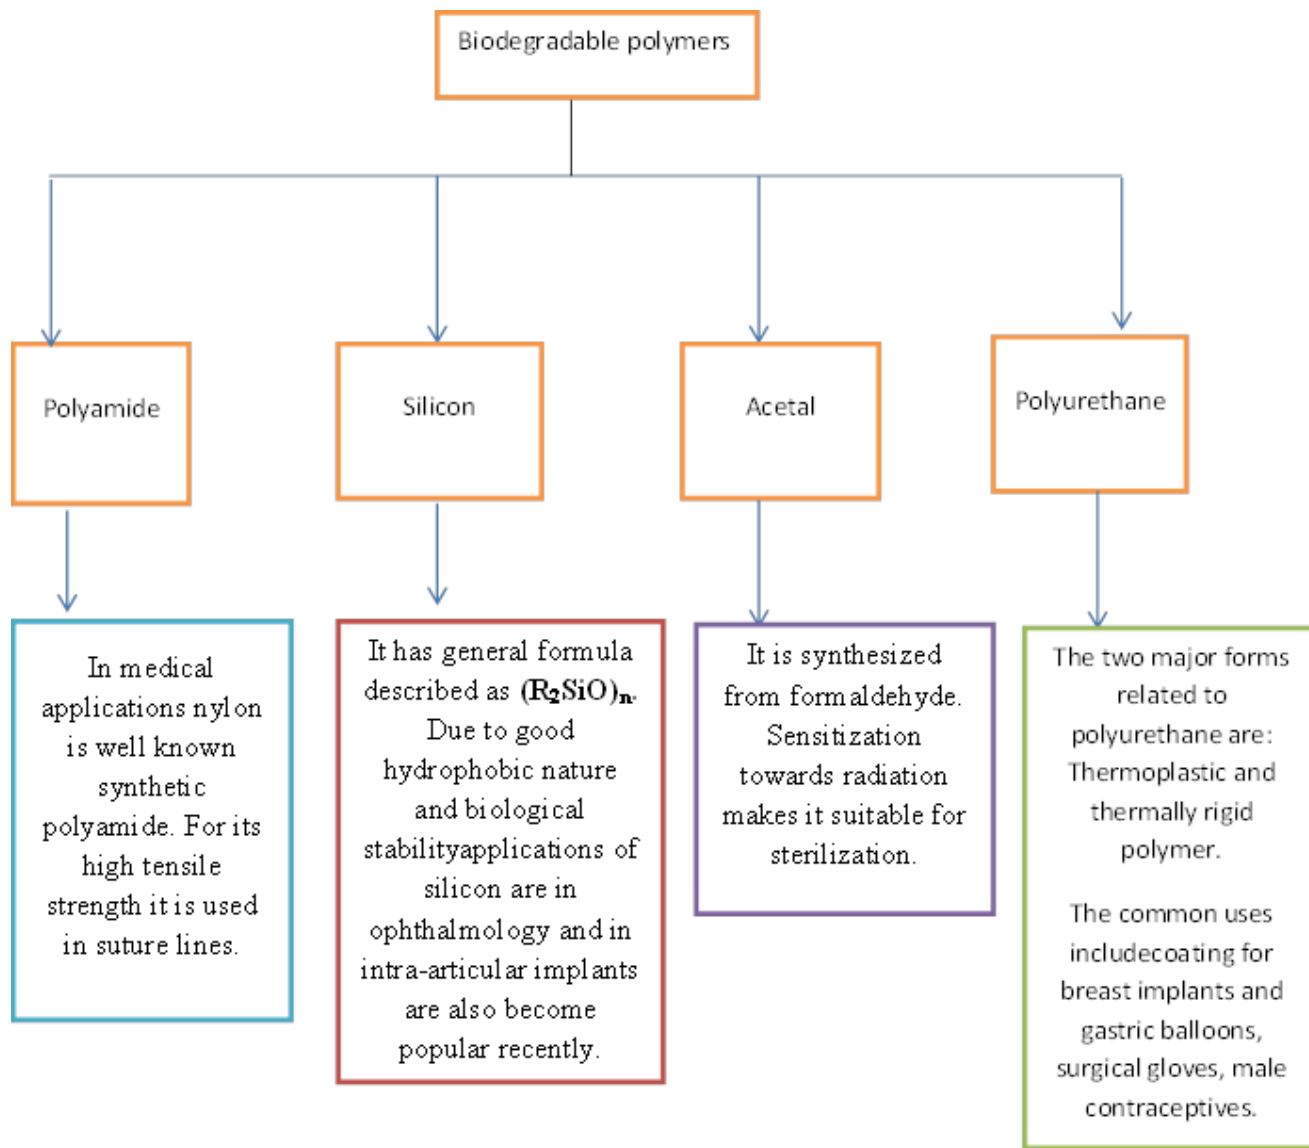 Biodegradable polymers
Polyamide
Silicon
Acetal
Polyurethane
In medical
applications nylon
is well known
synthetic
polyamide. For its
high tensile
strength it is used
in suture lines.
It has general formula
described as (R₂SiO)ₙ.
Due to good
hydrophobic nature
and biological
stabilityapplications of
silicon are in
ophthalmology and in
intra-articular implants
are also become
popular recently.
It is synthesized
from formaldehyde.
Sensitization
towards radiation
makes it suitable for
sterilization.
The two major forms
related to
polyurethane are:
Thermoplastic and
thermally rigid
polymer.
The common uses
includecoating for
breast implants and
gastric balloons,
surgical gloves, male
contraceptives.